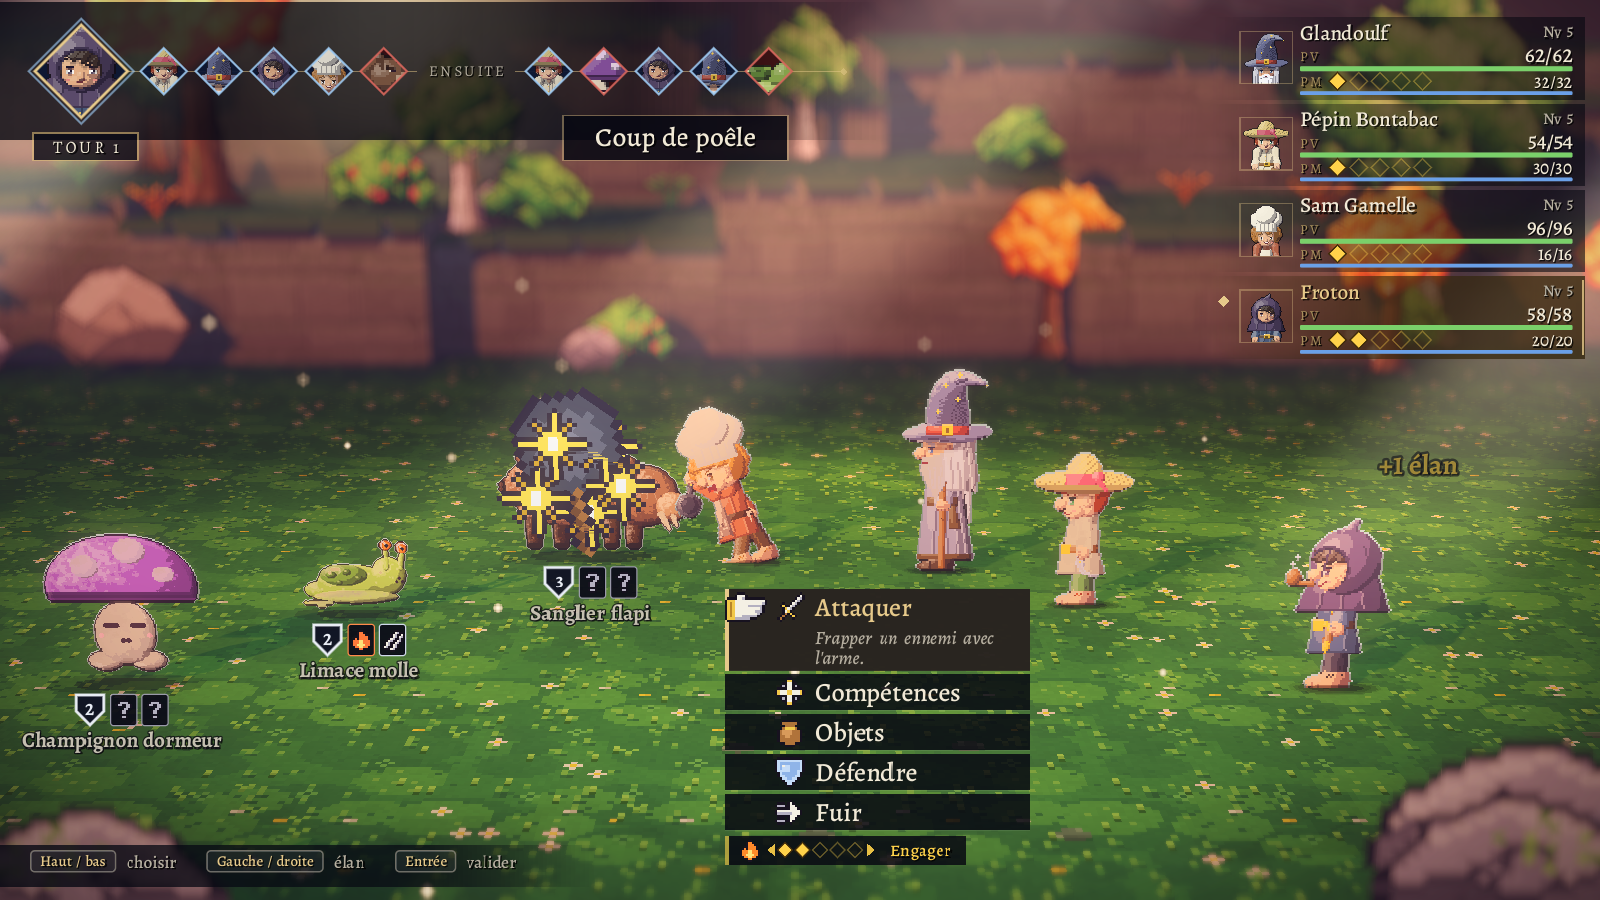 ENSUITE
TOUR 1
Coup de poêle
Glandoulf Nv 5
PV 62/62
PM 32/32
Pépin Bontabac Nv 5
PV 54/54
PM 30/30
Sam Gamelle Nv 5
PV 96/96
PM 16/16
Froton Nv 5
PV 58/58
PM 20/20
+1 élan
3 ? ?
Sanglier flapi
2
Limace molle
2 ? ?
Champignon dormeur
Attaquer
Frapper un ennemi avec
l'arme.
Compétences
Objets
Défendre
Fuir
Engager
Haut / bas choisir Gauche / droite élan Entrée valider